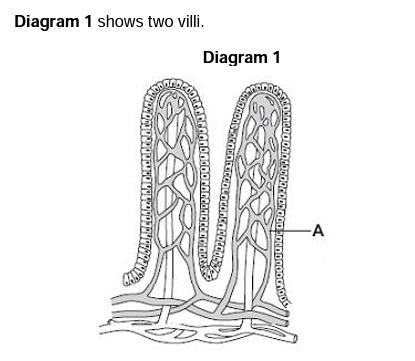 Diagram 1 shows two villi.
Diagram 1
A